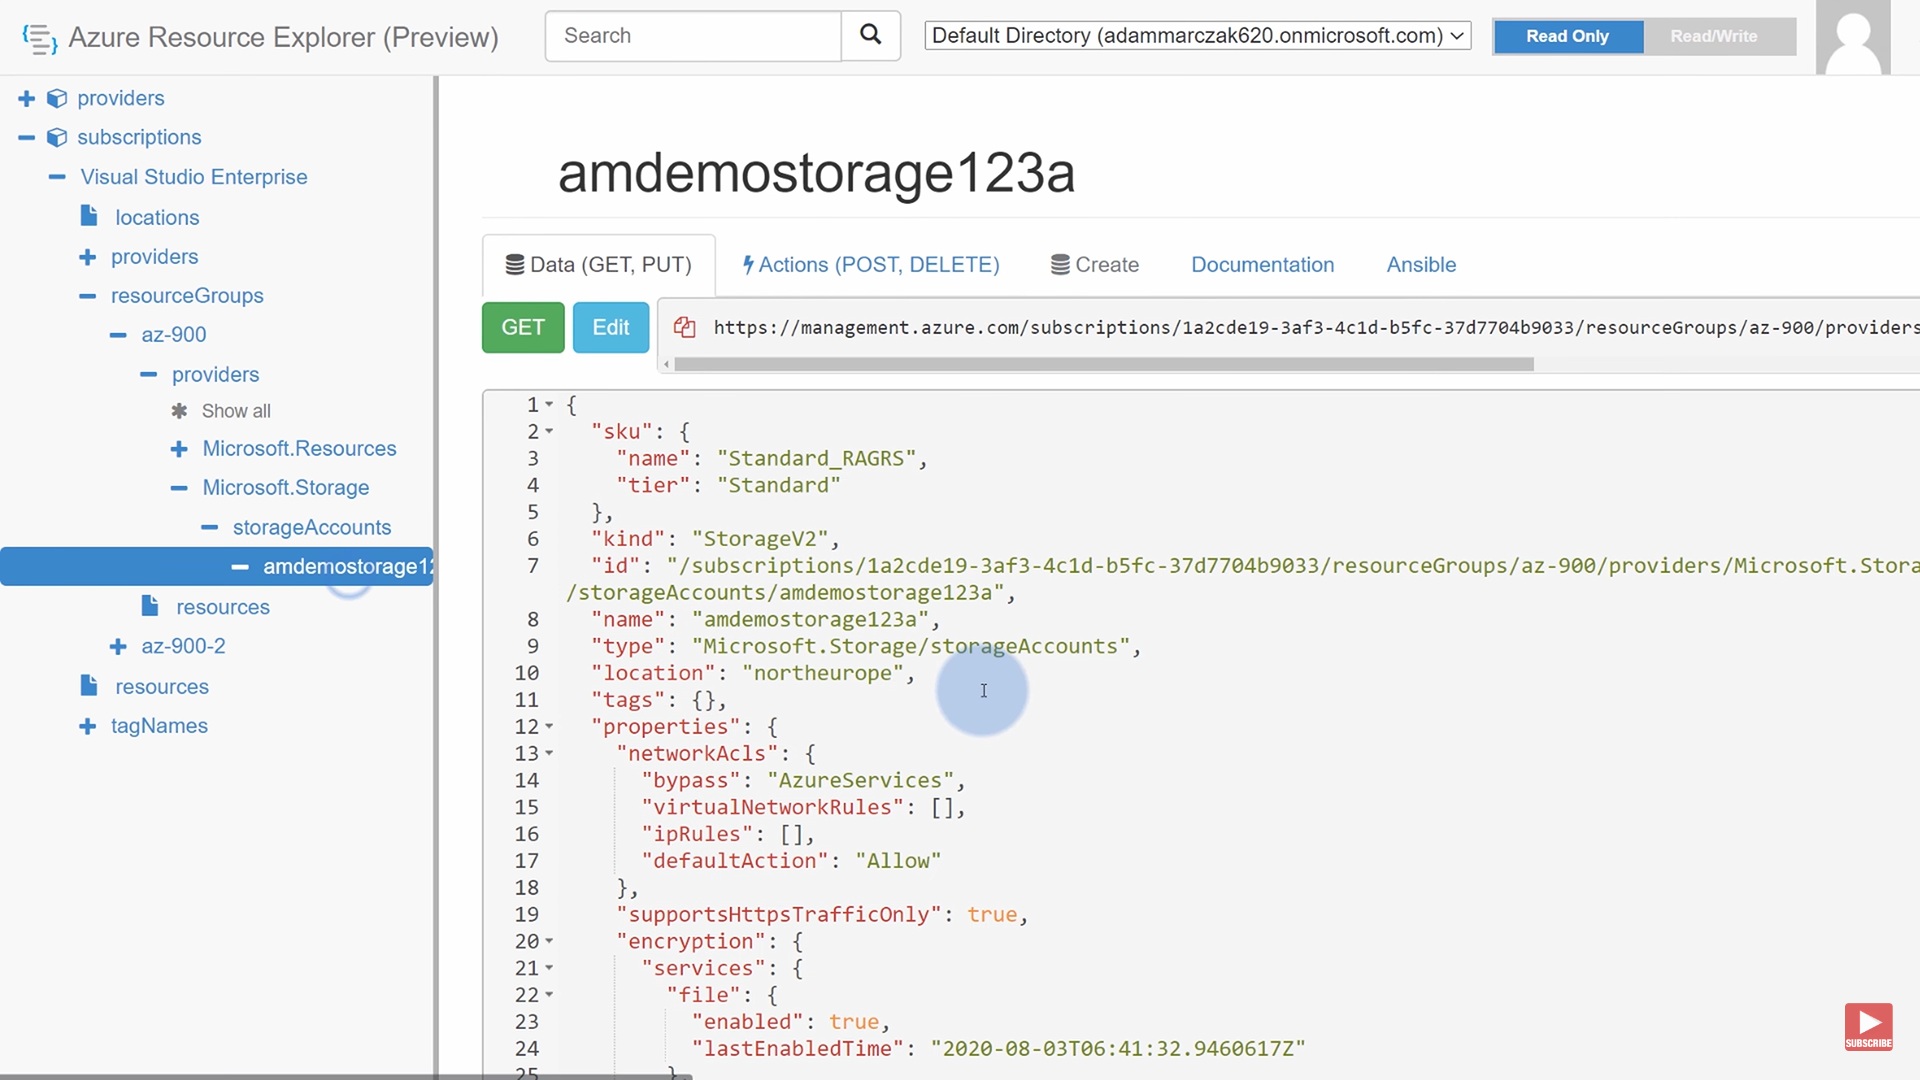 Azure Resource Explorer (Preview)
Search
Default Directory (adammarczak620.onmicrosoft.com)
Read Only
Read/Write
providers
subscriptions
Visual Studio Enterprise
locations
providers
resourceGroups
az-900
providers
Show all
Microsoft.Resources
Microsoft.Storage
storageAccounts
amdemostorage12
resources
az-900-2
resources
tagNames
amdemostorage123a
Data (GET, PUT)
Actions (POST, DELETE)
Create
Documentation
Ansible
GET
Edit
https://management.azure.com/subscriptions/1a2cde19-3af3-4c1d-b5fc-37d7704b9033/resourceGroups/az-900/providers
1 {
2 "sku": {
3 "name": "Standard_RAGRS",
4 "tier": "Standard"
5 },
6 "kind": "StorageV2",
7 "id": "/subscriptions/1a2cde19-3af3-4c1d-b5fc-37d7704b9033/resourceGroups/az-900/providers/Microsoft.Stora
/storageAccounts/amdemostorage123a",
8 "name": "amdemostorage123a",
9 "type": "Microsoft.Storage/storageAccounts",
10 "location": "northeurope",
11 "tags": {},
12 "properties": {
13 "networkAcls": {
14 "bypass": "AzureServices",
15 "virtualNetworkRules": [],
16 "ipRules": [],
17 "defaultAction": "Allow"
18 },
19 "supportsHttpsTrafficOnly": true,
20 "encryption": {
21 "services": {
22 "file": {
23 "enabled": true,
24 "lastEnabledTime": "2020-08-03T06:41:32.9460617Z"
25 },
SUBSCRIBE